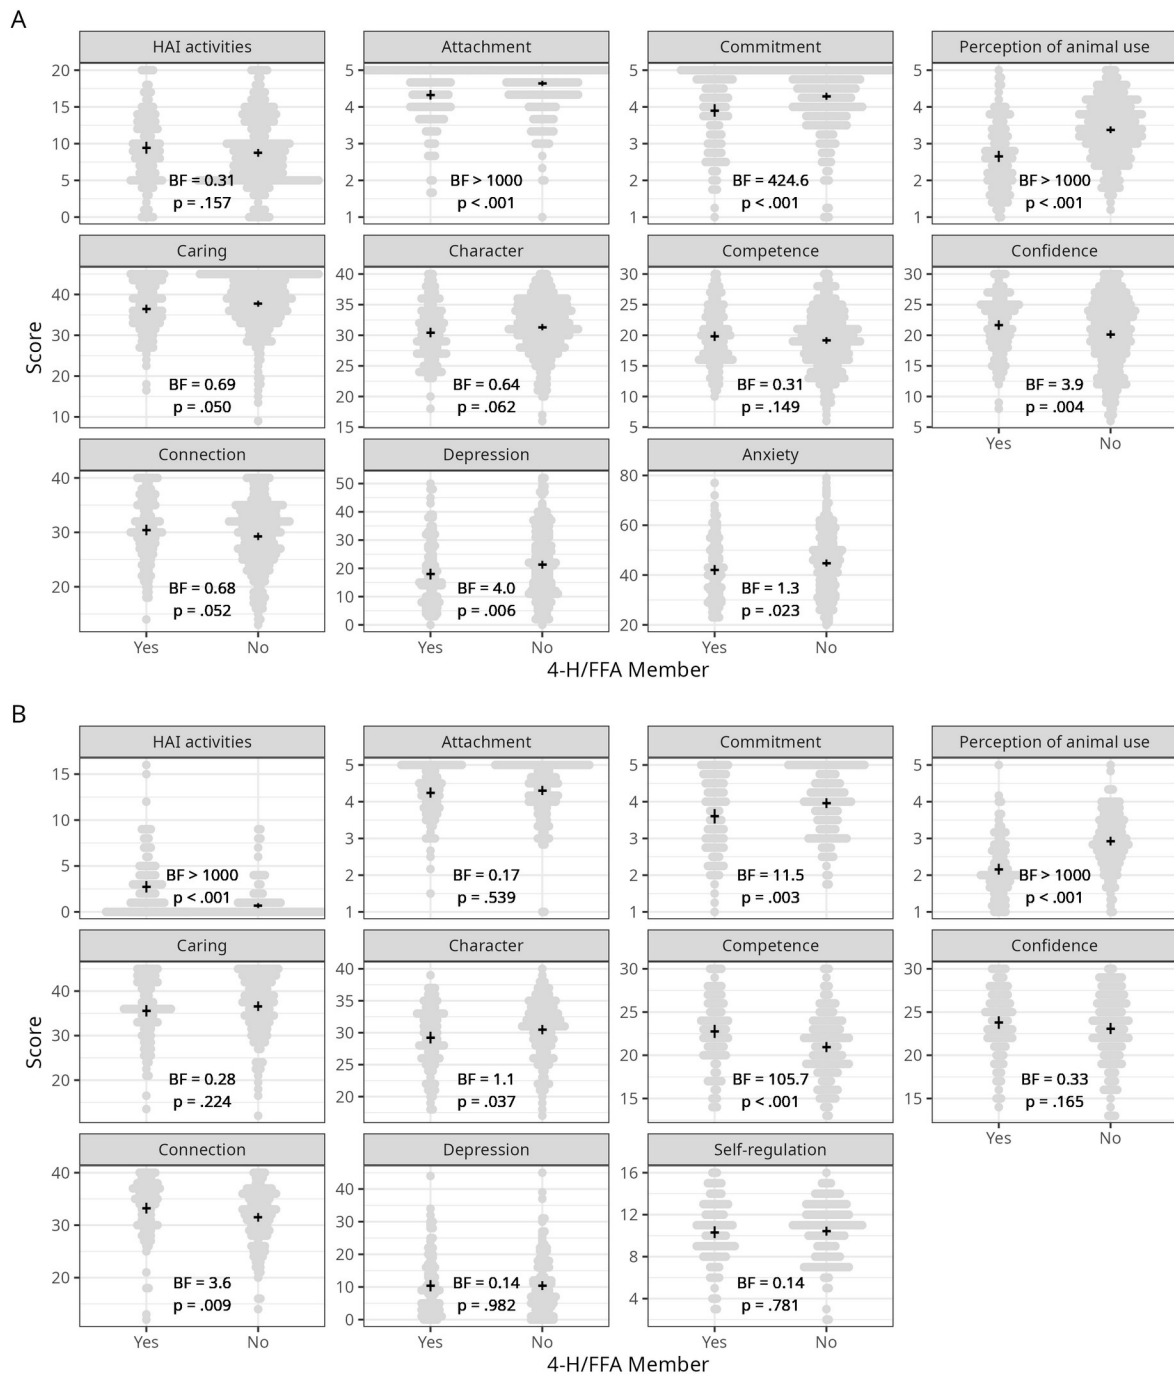 A
HAI activities
Attachment
Commitment
Perception of animal use
20
15
10
5
0
BF = 0.31
p = .157
5
4
3
2
1
BF > 1000
p < .001
5
4
3
2
1
BF = 424.6
p < .001
5
4
3
2
1
BF > 1000
p < .001
Caring
Character
Competence
Confidence
Score
40
30
20
10
BF = 0.69
p = .050
40
35
30
25
20
15
BF = 0.64
p = .062
30
25
20
15
10
5
BF = 0.31
p = .149
30
25
20
15
10
5
BF = 3.9
p = .004
Yes
No
Connection
Depression
Anxiety
40
30
20
BF = 0.68
p = .052
50
40
30
20
10
0
BF = 4.0
p = .006
80
60
40
20
BF = 1.3
p = .023
Yes
No
Yes
No
Yes
No
4-H/FFA Member
B
HAI activities
Attachment
Commitment
Perception of animal use
15
10
5
0
BF > 1000
p < .001
5
4
3
2
1
BF = 0.17
p = .539
5
4
3
2
1
BF = 11.5
p = .003
5
4
3
2
1
BF > 1000
p < .001
Caring
Character
Competence
Confidence
Score
40
30
20
BF = 0.28
p = .224
40
35
30
25
20
BF = 1.1
p = .037
30
25
20
15
BF = 105.7
p < .001
30
25
20
15
BF = 0.33
p = .165
Yes
No
Connection
Depression
Self-regulation
40
30
20
BF = 3.6
p = .009
40
30
20
10
0
BF = 0.14
p = .982
16
12
8
4
BF = 0.14
p = .781
Yes
No
Yes
No
Yes
No
4-H/FFA Member